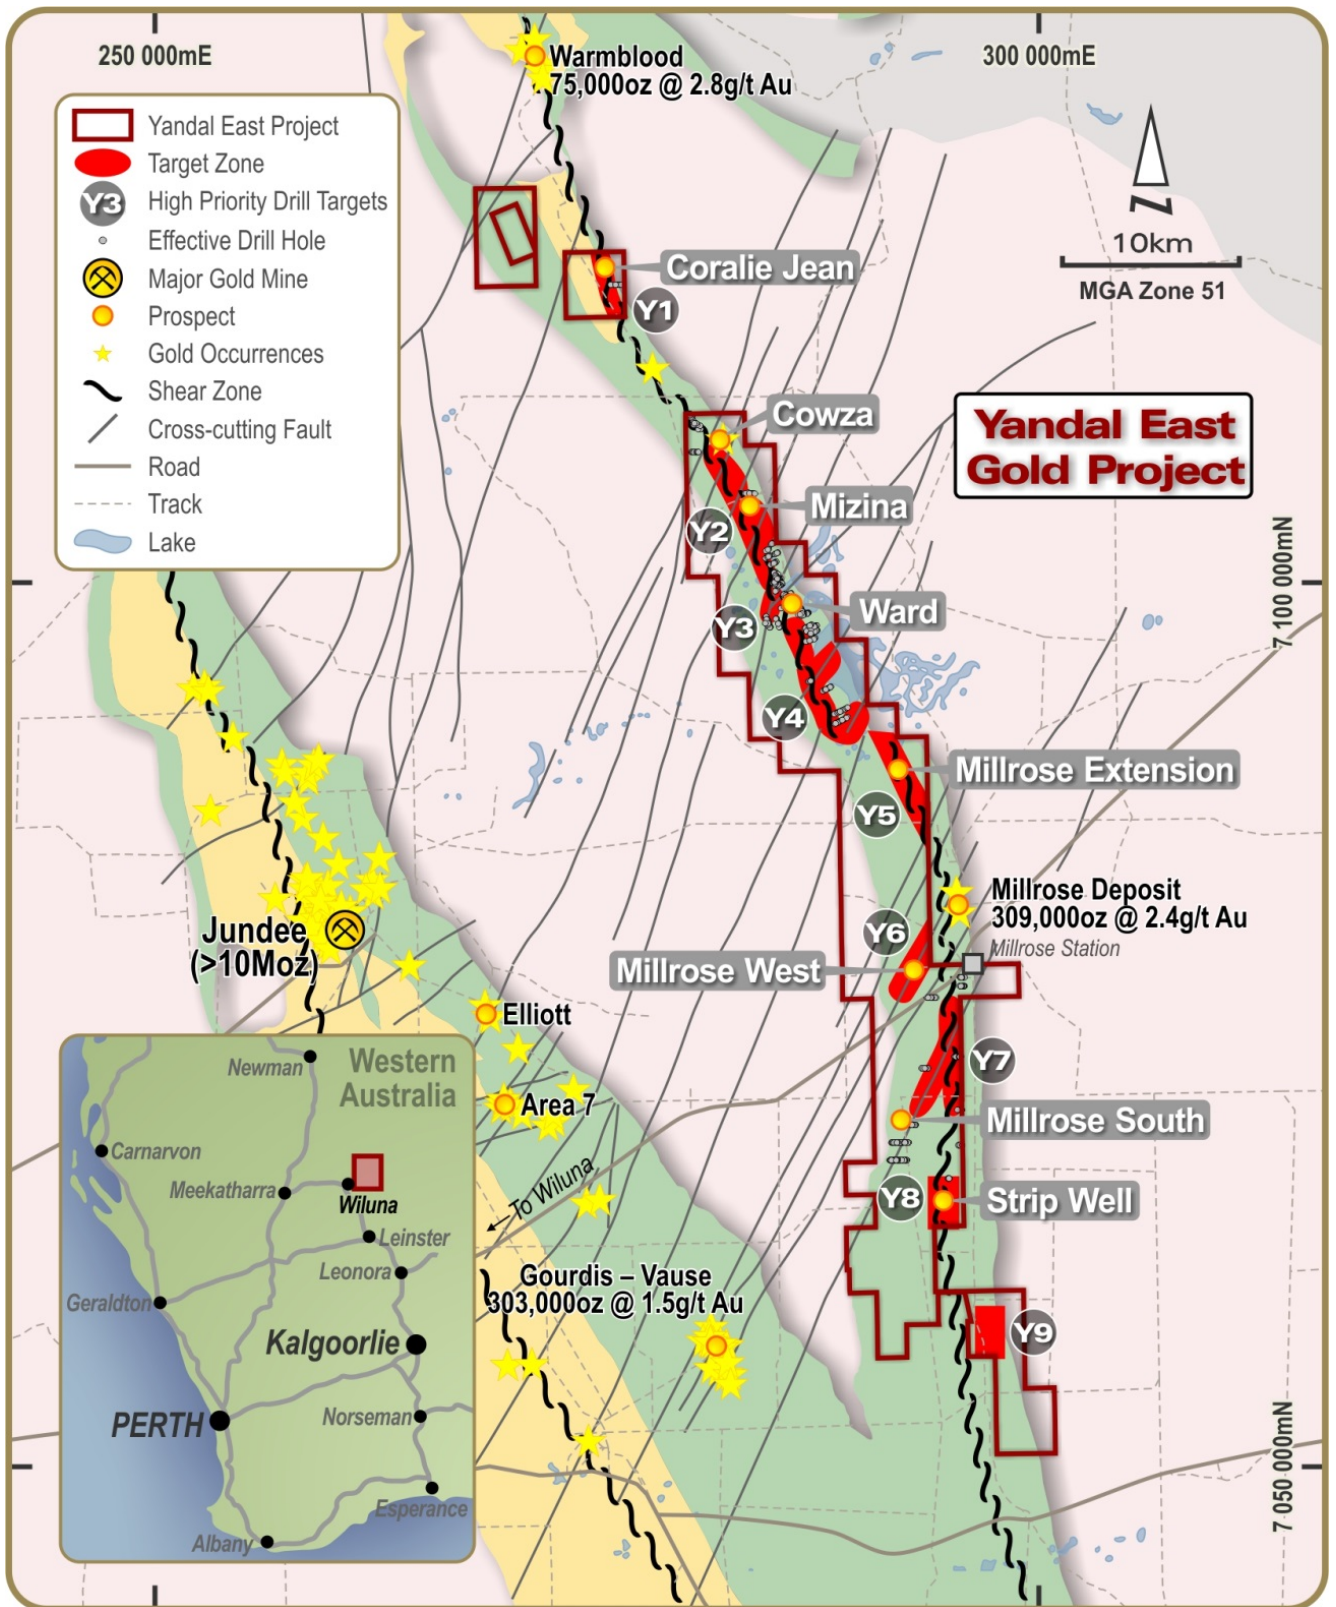 250 000mE
300 000mE
Warmblood
75,000oz @ 2.8g/t Au
Yandal East Project
Target Zone
Y3
High Priority Drill Targets
Effective Drill Hole
Major Gold Mine
Prospect
Gold Occurrences
Shear Zone
Cross-cutting Fault
Road
Track
Lake
N
10km
MGA Zone 51
Coralie Jean
Y1
Yandal East
Gold Project
Cowza
Mizina
Y2
7 100 000mN
Ward
Y3
Y4
Millrose Extension
Y5
Millrose Deposit
309,000oz @ 2.4g/t Au
Millrose Station
Y6
Millrose West
Jundee
(>10Moz)
Elliott
Area 7
Y7
Millrose South
To Wiluna
Y8
Strip Well
Gourdis – Vause
303,000oz @ 1.5g/t Au
Y9
7 050 000mN
Western
Australia
Newman
Carnarvon
Meekatharra
Wiluna
Leinster
Leonora
Geraldton
Kalgoorlie
PERTH
Norseman
Esperance
Albany